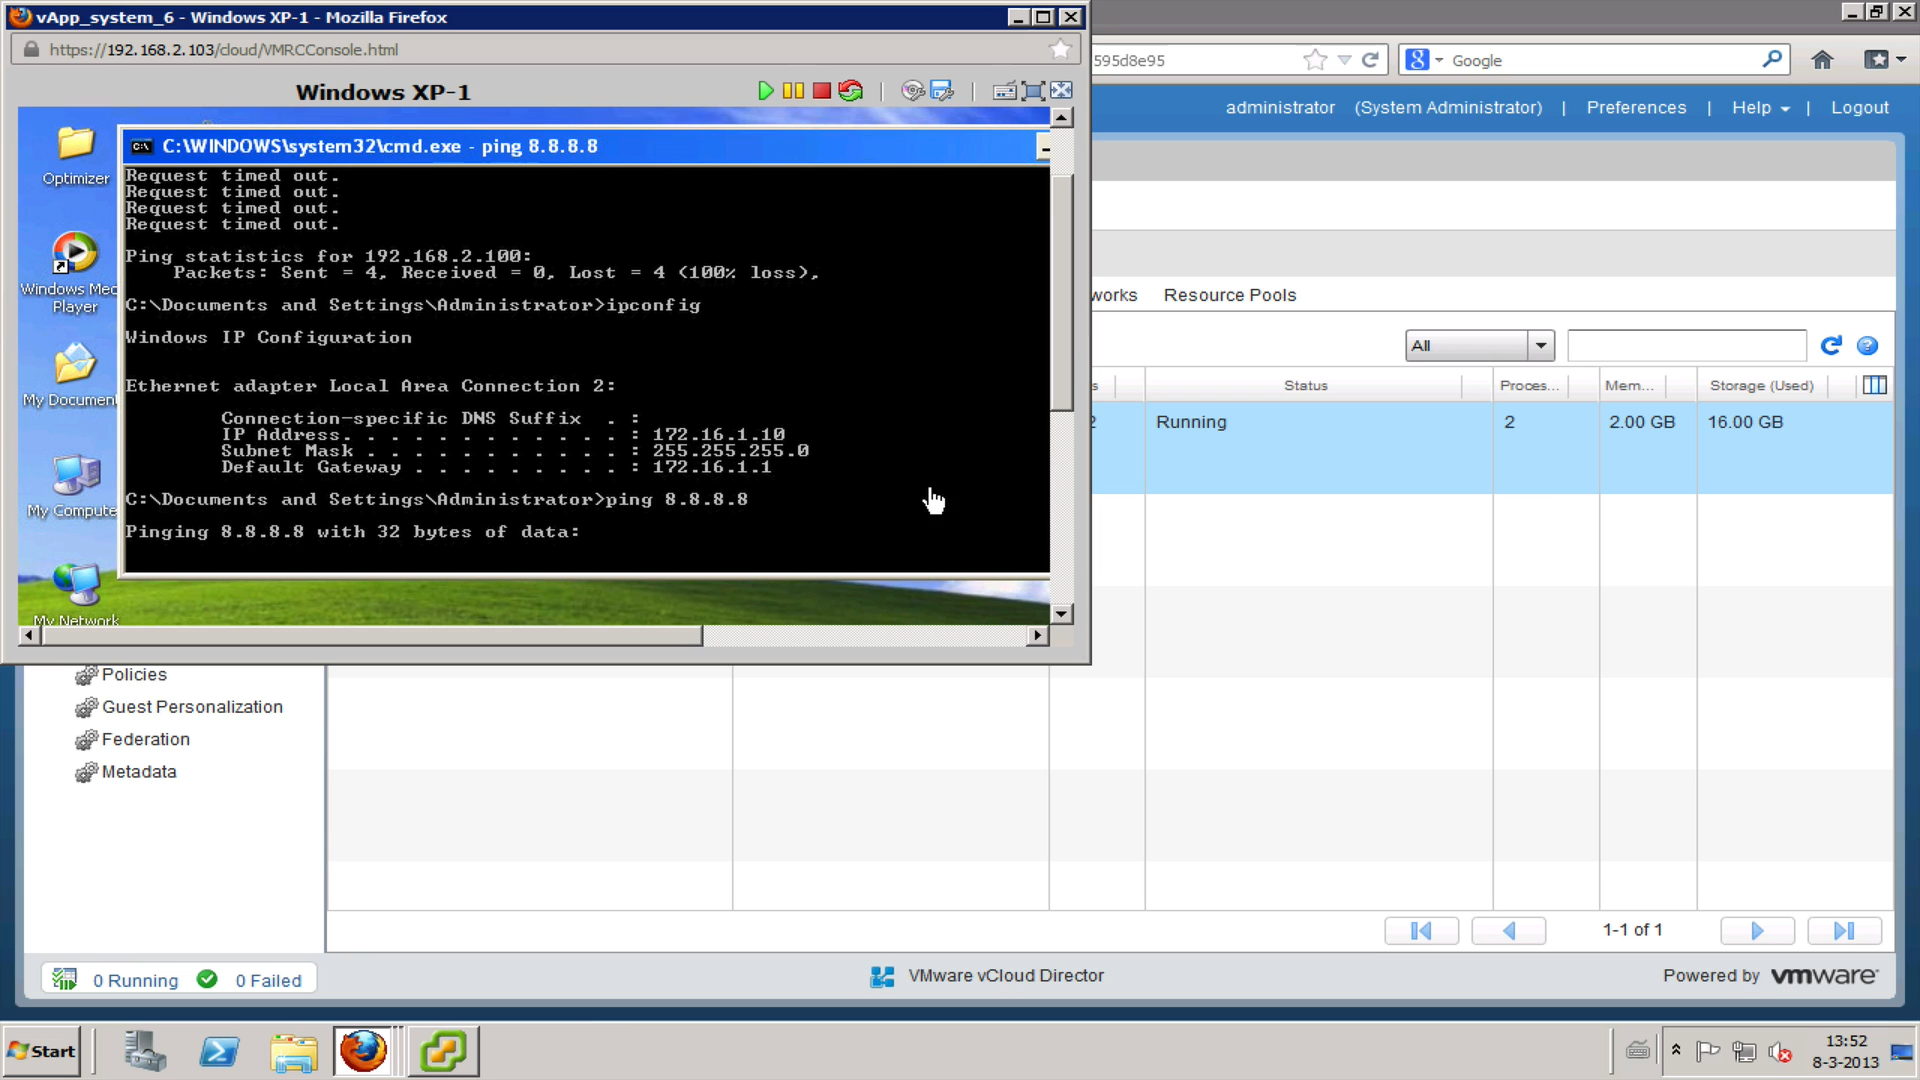 vApp_system_6 - Windows XP-1 - Mozilla Firefox
https://192.168.2.103/cloud/VMRCConsole.html
595d8e95
Google
Windows XP-1
administrator (System Administrator) | Preferences | Help | Logout
Optimizer
Windows Med
Player
My Document
My Compute
My Network
C:\WINDOWS\system32\cmd.exe - ping 8.8.8.8
Request timed out.
Request timed out.
Request timed out.
Request timed out.
Ping statistics for 192.168.2.100:
Packets: Sent = 4, Received = 0, Lost = 4 (100% loss),
C:\Documents and Settings\Administrator>ipconfig
Windows IP Configuration
Ethernet adapter Local Area Connection 2:
Connection-specific DNS Suffix . :
IP Address. . . . . . . . . . . . : 172.16.1.10
Subnet Mask . . . . . . . . . . . : 255.255.255.0
Default Gateway . . . . . . . . . : 172.16.1.1
C:\Documents and Settings\Administrator>ping 8.8.8.8
Pinging 8.8.8.8 with 32 bytes of data:
works Resource Pools
All
s Status Proces... Mem... Storage (Used)
2 Running 2 2.00 GB 16.00 GB
Policies
Guest Personalization
Federation
Metadata
1-1 of 1
0 Running 0 Failed
VMware vCloud Director
Powered by vmware
Start
13:52
8-3-2013